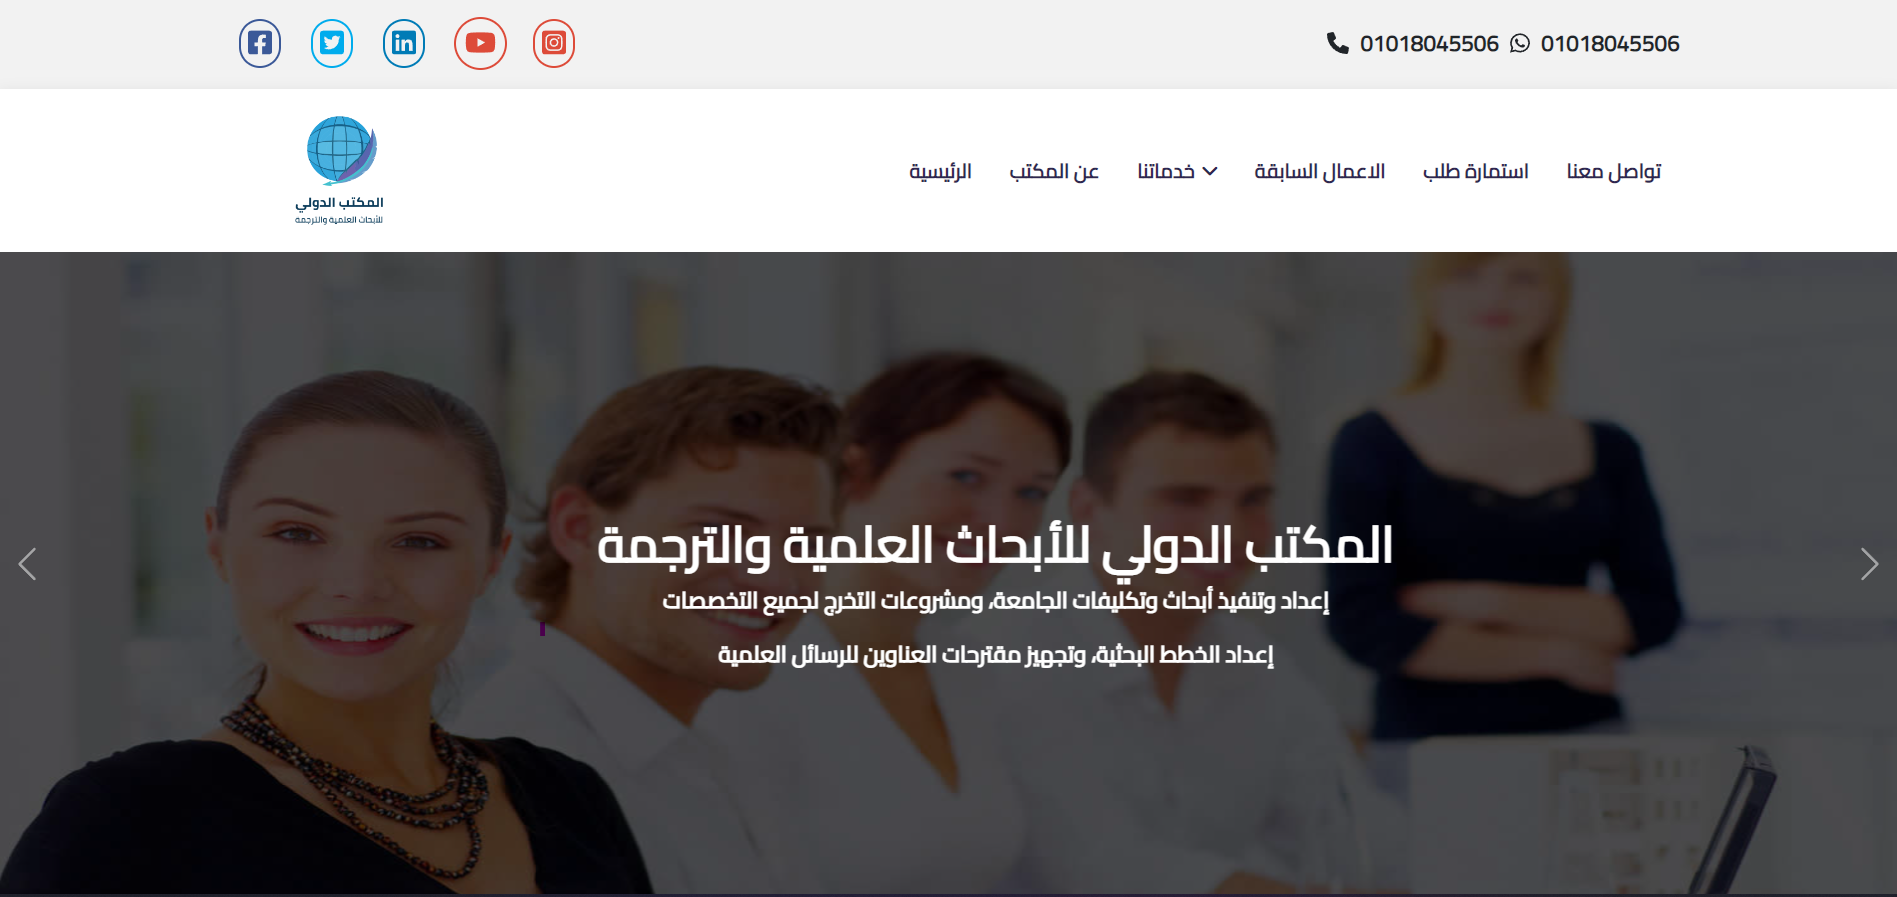 01018045506 01018045506
المكتب الدولي
للأبحاث العلمية والترجمة
الرئيسية عن المكتب خدماتنا الاعمال السابقة استمارة طلب تواصل معنا
المكتب الدولي للأبحاث العلمية والترجمة
إعداد وتنفيذ أبحاث وتكليفات الجامعة، ومشروعات التخرج لجميع التخصصات
إعداد الخطط البحثية، وتجهيز مقترحات العناوين للرسائل العلمية